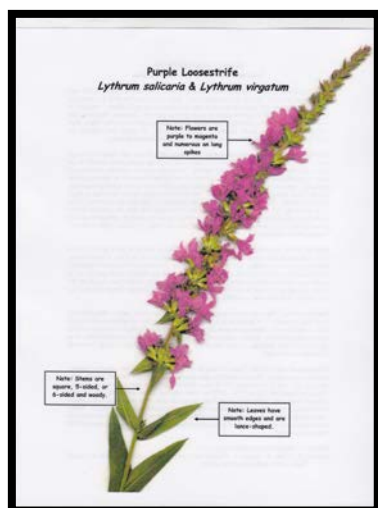 Purple Loosestrife
Lythrum salicaria & Lythrum virgatum
Note: Flowers are
purple to magenta
and numerous on long
spikes
Note: Stems are
square, 5-sided, or
6-sided and woody.
Note: Leaves have
smooth edges and are
lance-shaped.